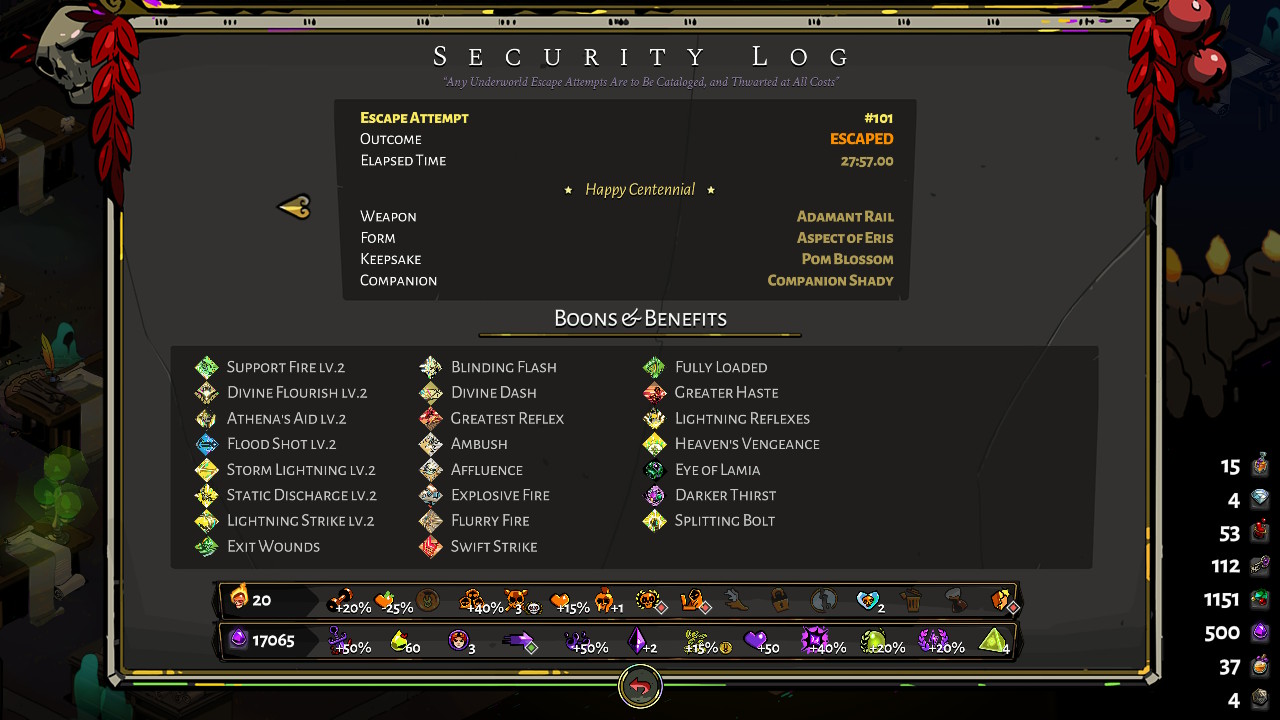 Security Log
“Any Underworld Escape Attempts Are to Be Cataloged, and Thwarted at All Costs”
Escape Attempt #101
Outcome ESCAPED
Elapsed Time 27:57.00
Happy Centennial
Weapon Adamant Rail
Form Aspect of Eris
Keepsake Pom Blossom
Companion Companion Shady
Boons & Benefits
Support Fire Lv.2 Blinding Flash Fully Loaded
Divine Flourish Lv.2 Divine Dash Greater Haste
Athena's Aid Lv.2 Greatest Reflex Lightning Reflexes
Flood Shot Lv.2 Ambush Heaven's Vengeance
Storm Lightning Lv.2 Affluence Eye of Lamia
Static Discharge Lv.2 Explosive Fire Darker Thirst
Lightning Strike Lv.2 Flurry Fire Splitting Bolt
Exit Wounds Swift Strike
20 +20% -25% +40% 3 +15% +1 2
17065 +50% 60 3 +50% +2 +15% +50 +40% +20% +20% 4
15
4
53
112
1151
500
37
4